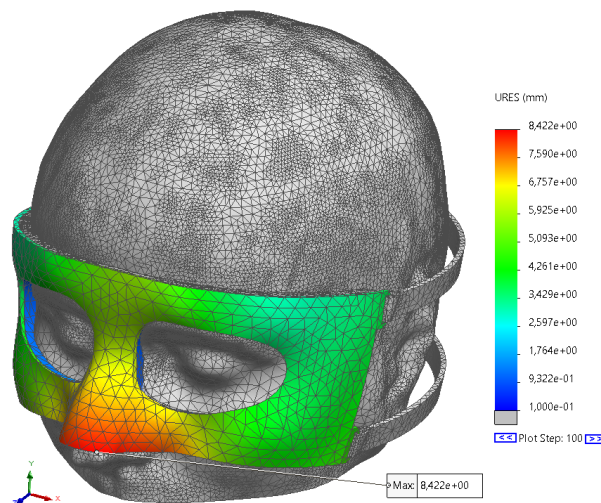 URES (mm)
8,422e+00
7,590e+00
6,757e+00
5,925e+00
5,093e+00
4,261e+00
3,429e+00
2,597e+00
1,764e+00
9,322e-01
1,000e-01
<< Plot Step: 100 >>
Max: 8,422e+00
Y
X